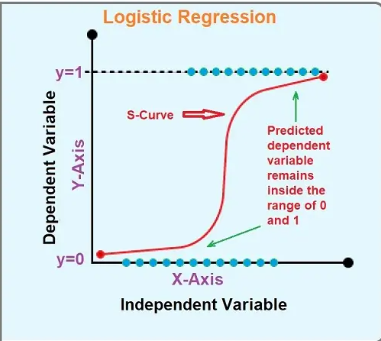 Logistic Regression
y=1
S-Curve
Predicted
dependent
variable
remains
inside the
range of 0
and 1
Dependent Variable
Y-Axis
y=0
X-Axis
Independent Variable